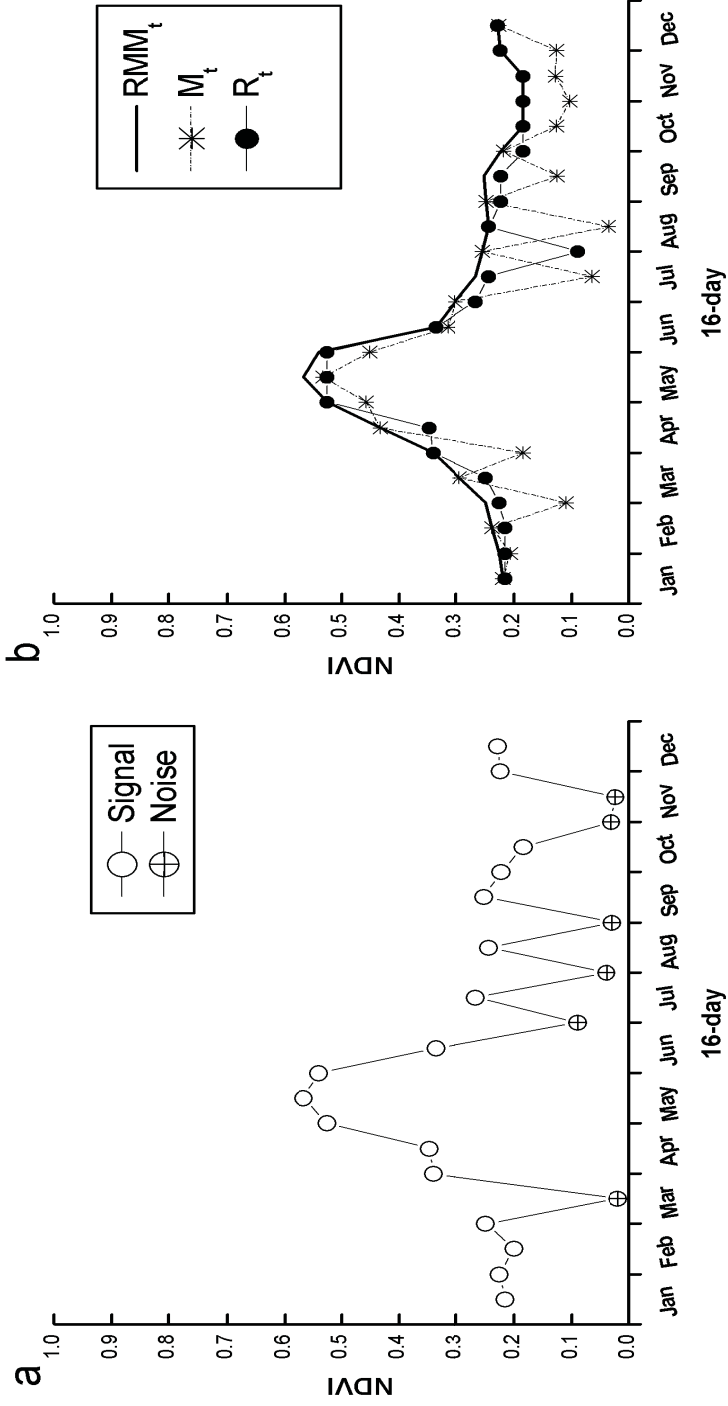 a
Signal
Noise
NDVI
1.0
0.9
0.8
0.7
0.6
0.5
0.4
0.3
0.2
0.1
0.0
Jan Feb Mar Apr May Jun Jul Aug Sep Oct Nov Dec
16-day
b
RMMt
Mt
Rt
NDVI
1.0
0.9
0.8
0.7
0.6
0.5
0.4
0.3
0.2
0.1
0.0
Jan Feb Mar Apr May Jun Jul Aug Sep Oct Nov Dec
16-day